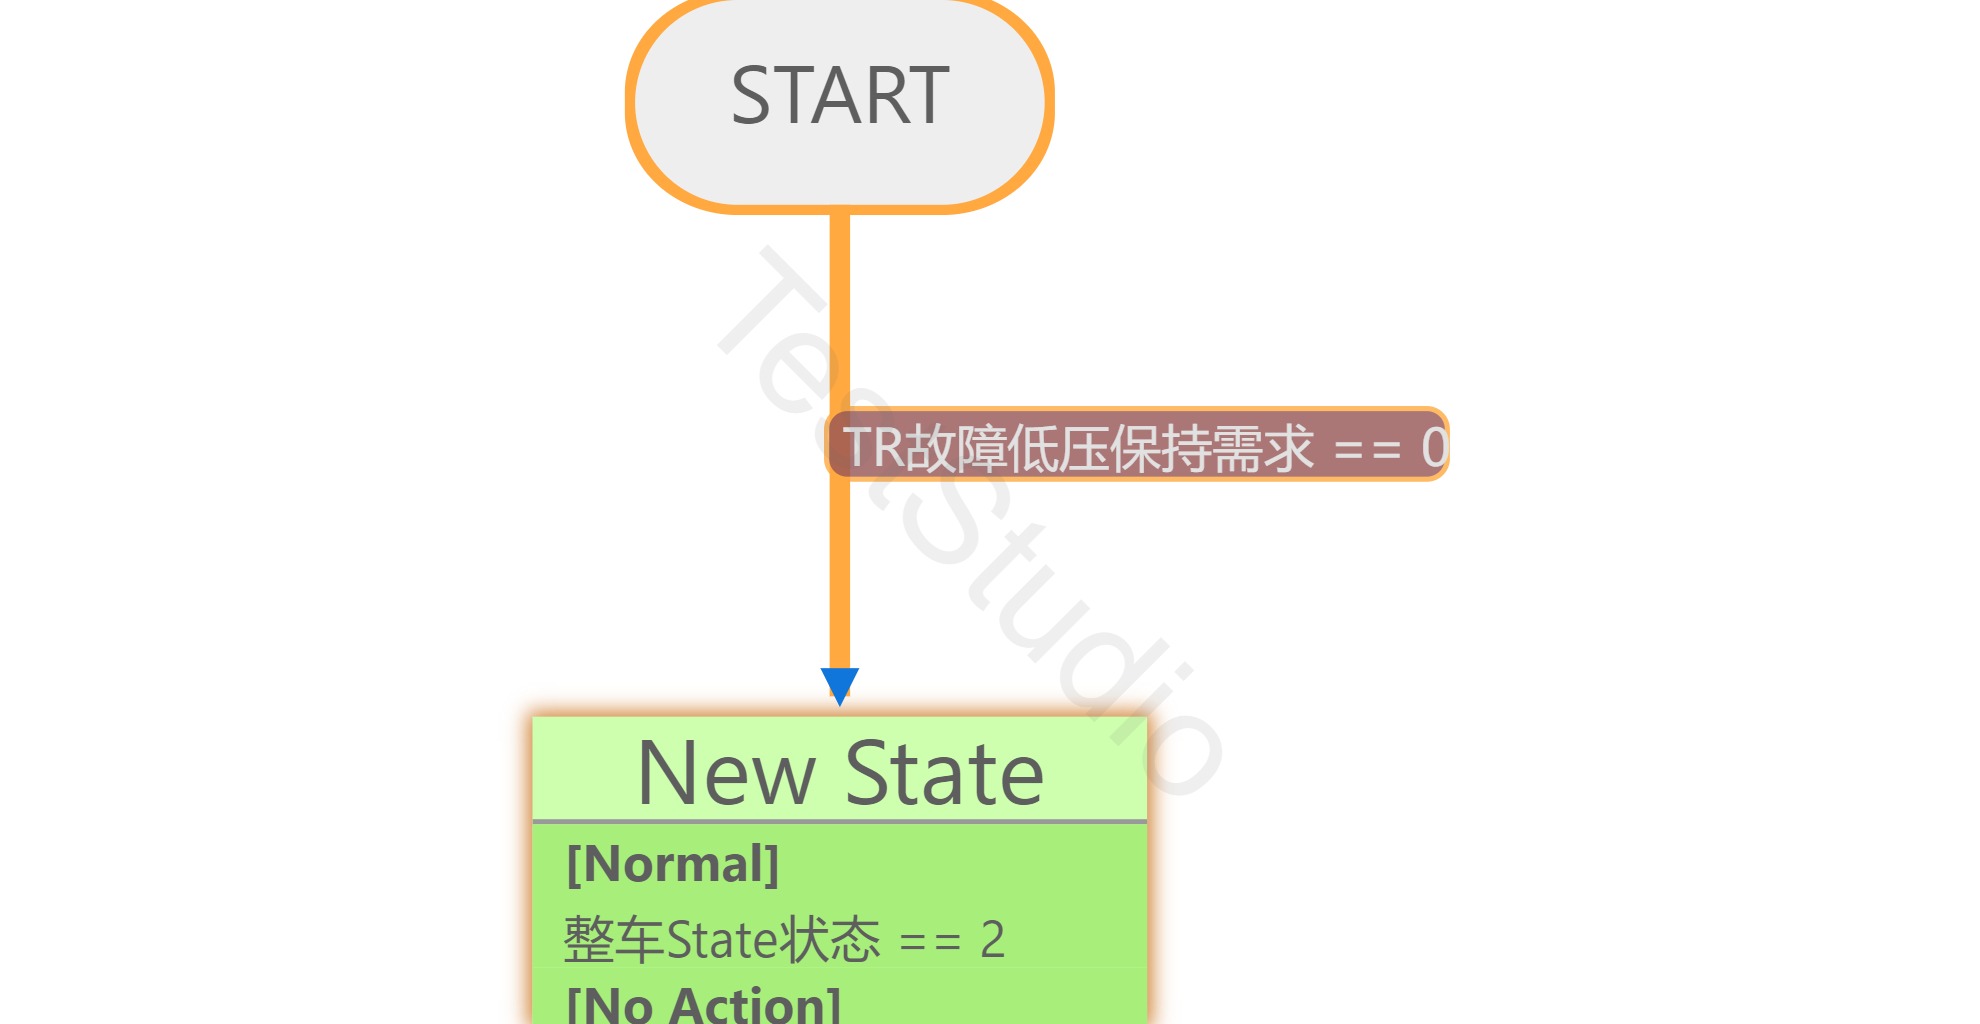 START
TR故障低压保持需求 == 0
TestStudio
New State
[Normal]
整车State状态 == 2
[No Action]